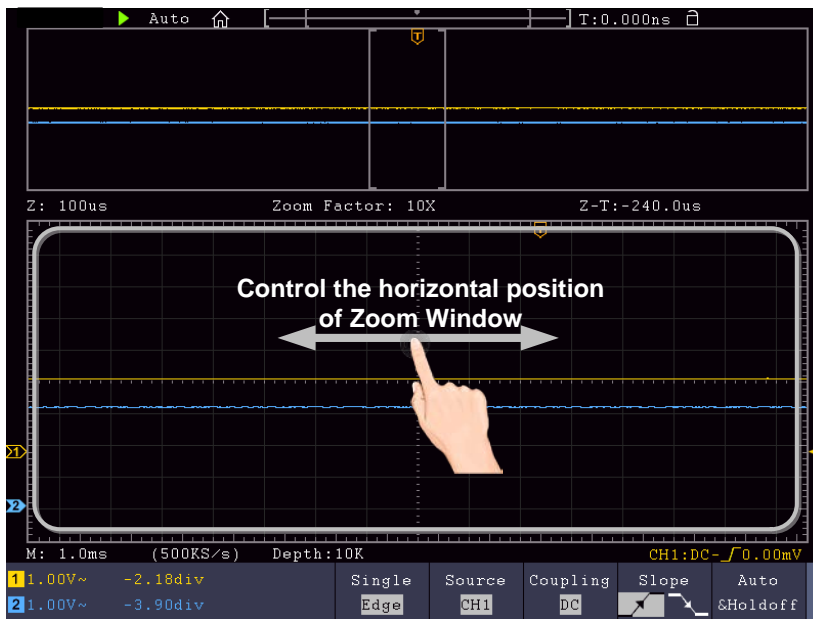 Auto T:0.000ns
T
Z: 100us Zoom Factor: 10X Z-T:-240.0us
T
Control the horizontal position
of Zoom Window
1
2
M: 1.0ms (500KS/s) Depth:10K CH1:DC- 0.00mV
1 1.00V~ -2.18div Single Source Coupling Slope Auto
2 1.00V~ -3.90div Edge CH1 DC &Holdoff